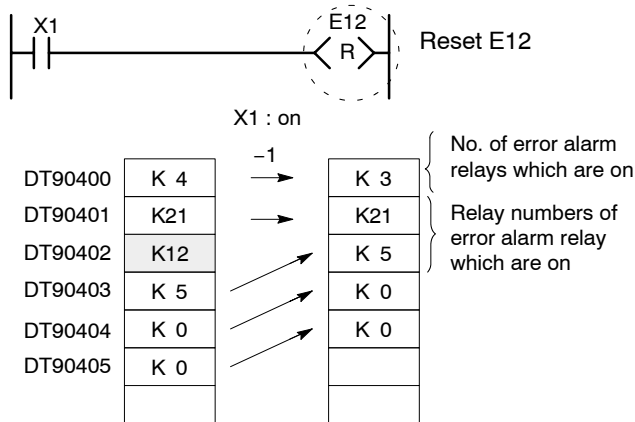 X1
E12
R
Reset E12
X1 : on
−1
No. of error alarm
relays which are on
DT90400 K 4 K 3
DT90401 K21 K21
Relay numbers of
error alarm relay
which are on
DT90402 K12 K 5
DT90403 K 5 K 0
DT90404 K 0 K 0
DT90405 K 0